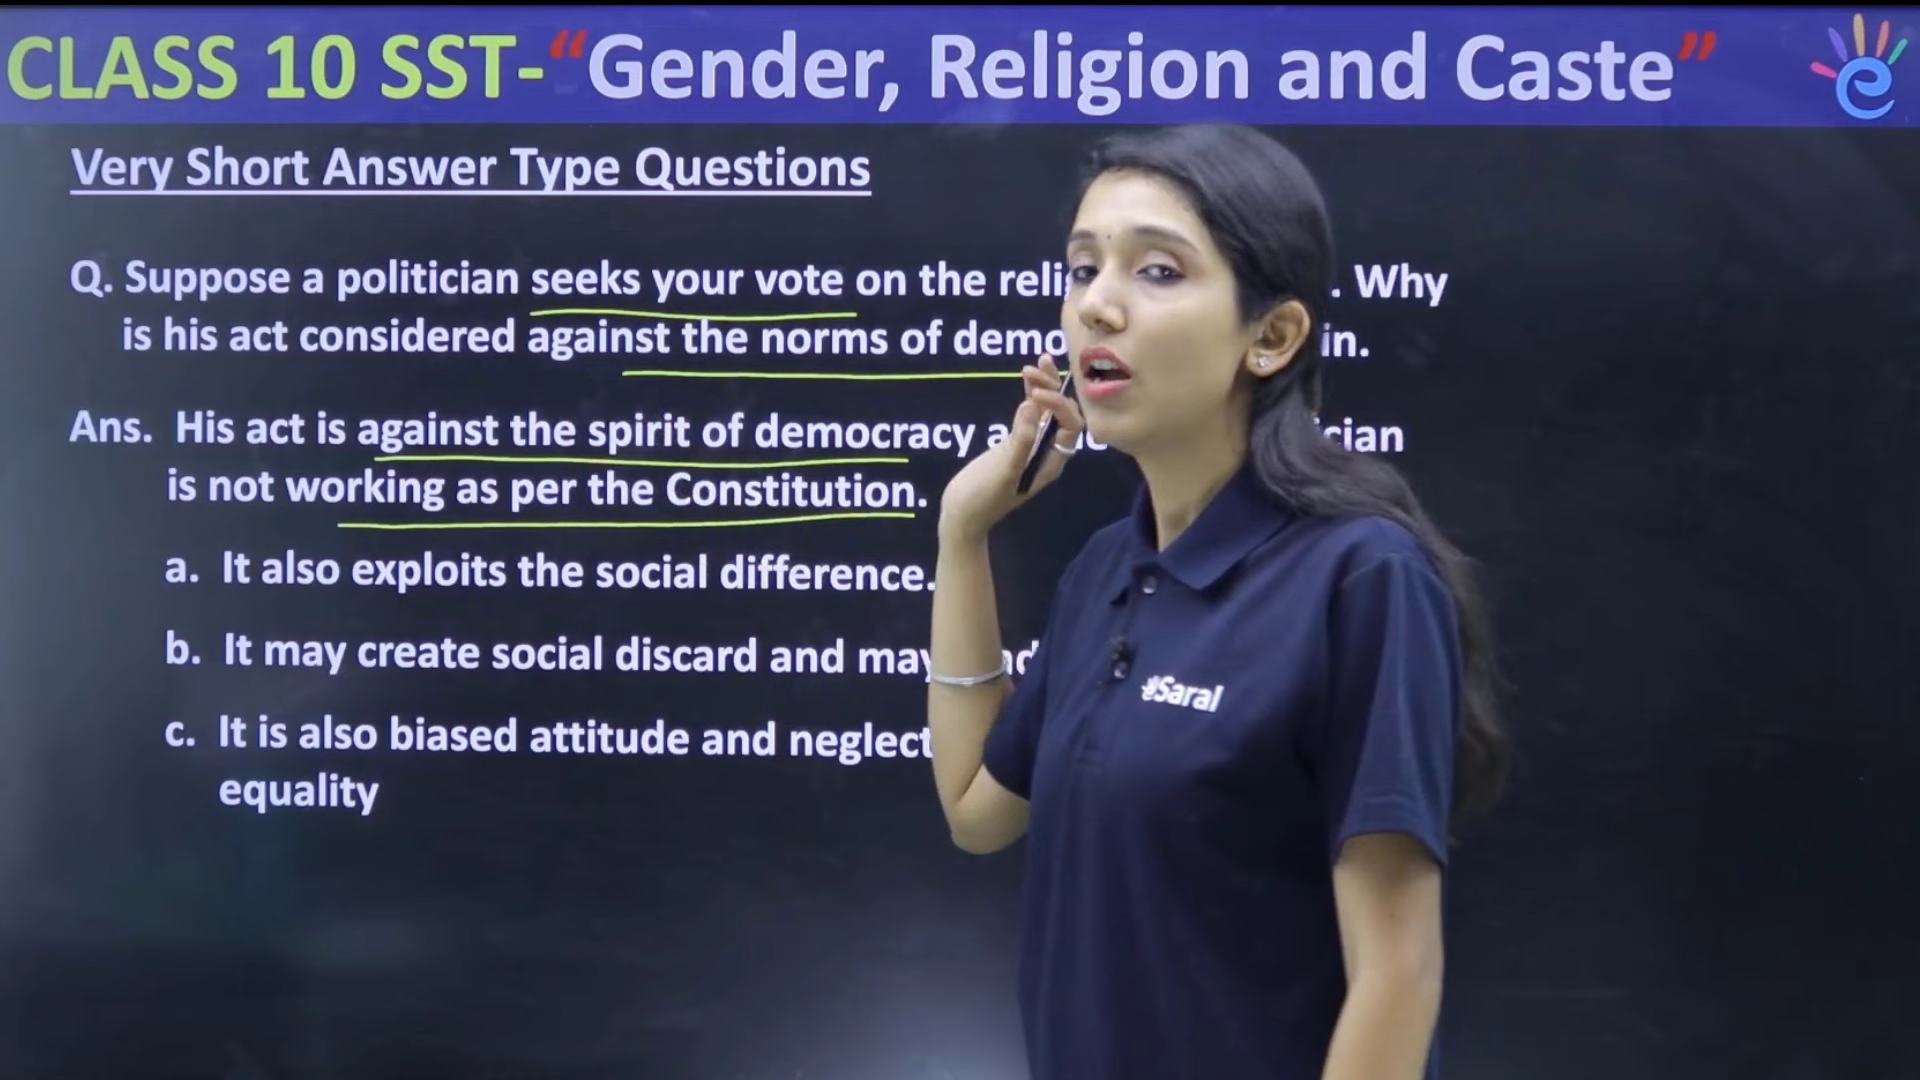 CLASS 10 SST-“Gender, Religion and Caste”
Very Short Answer Type Questions
Q. Suppose a politician seeks your vote on the . Why
is his act considered against the norms of in.
Ans. His act is against the spirit of democracy
is not working as per the Constitution.
a. It also exploits the social difference.
b. It may create social discard and may
c. It is also biased attitude and neglect
equality
eSaral